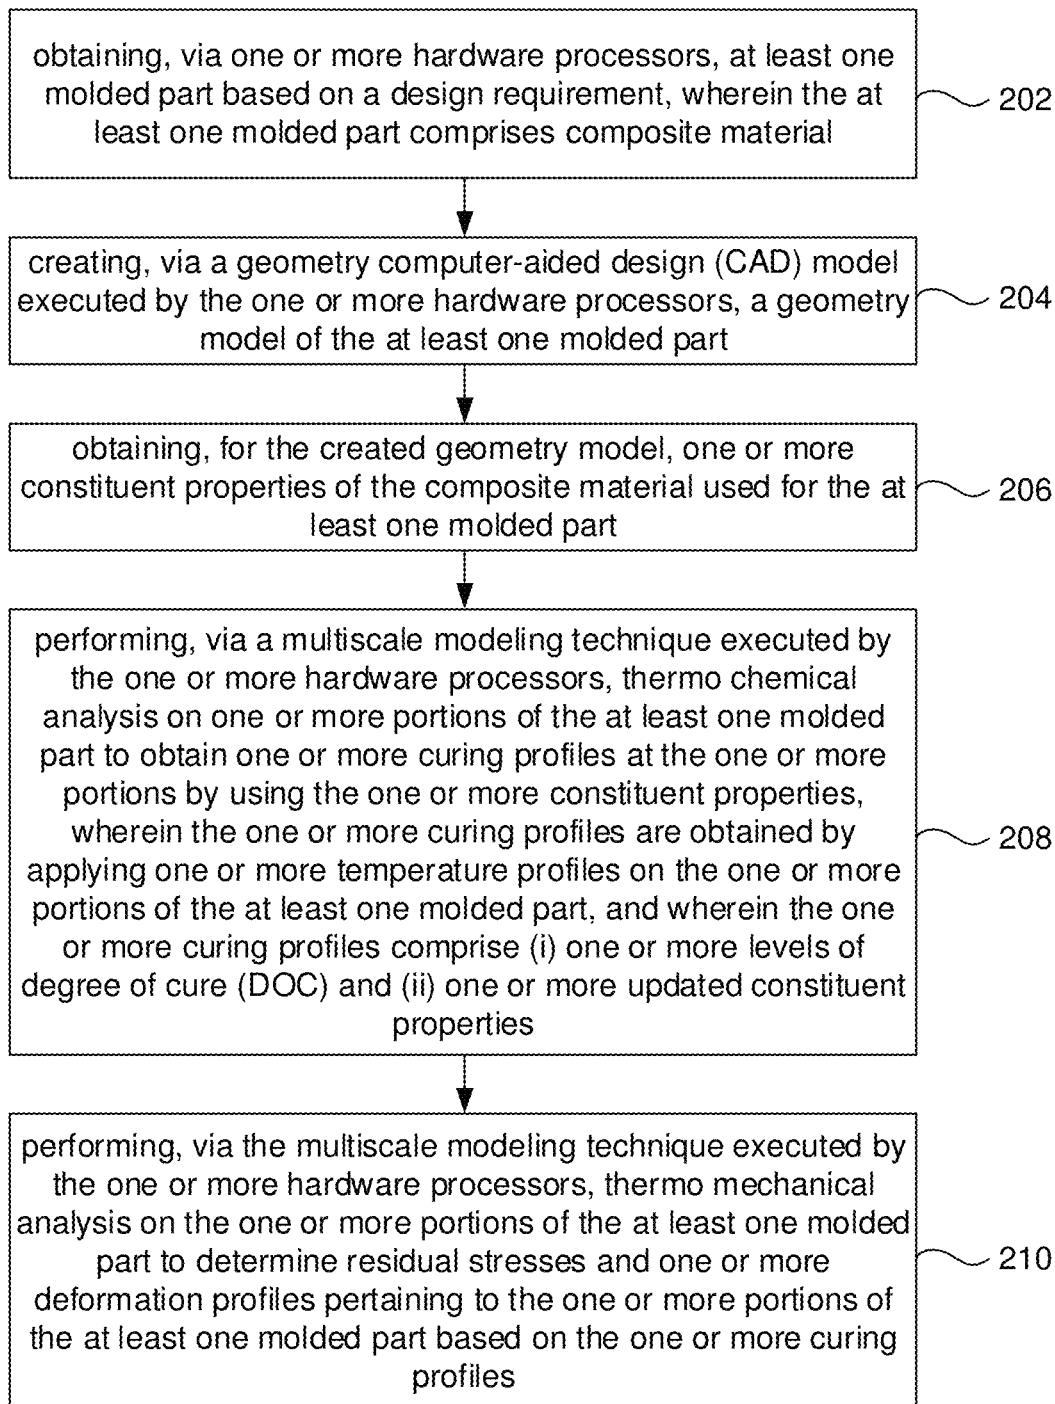 obtaining, via one or more hardware processors, at least one
molded part based on a design requirement, wherein the at
least one molded part comprises composite material
202
creating, via a geometry computer-aided design (CAD) model
executed by the one or more hardware processors, a geometry
model of the at least one molded part
204
obtaining, for the created geometry model, one or more
constituent properties of the composite material used for the at
least one molded part
206
performing, via a multiscale modeling technique executed by
the one or more hardware processors, thermo chemical
analysis on one or more portions of the at least one molded
part to obtain one or more curing profiles at the one or more
portions by using the one or more constituent properties,
wherein the one or more curing profiles are obtained by
applying one or more temperature profiles on the one or more
portions of the at least one molded part, and wherein the one
or more curing profiles comprise (i) one or more levels of
degree of cure (DOC) and (ii) one or more updated constituent
properties
208
performing, via the multiscale modeling technique executed by
the one or more hardware processors, thermo mechanical
analysis on the one or more portions of the at least one molded
part to determine residual stresses and one or more
deformation profiles pertaining to the one or more portions of
the at least one molded part based on the one or more curing
profiles
210